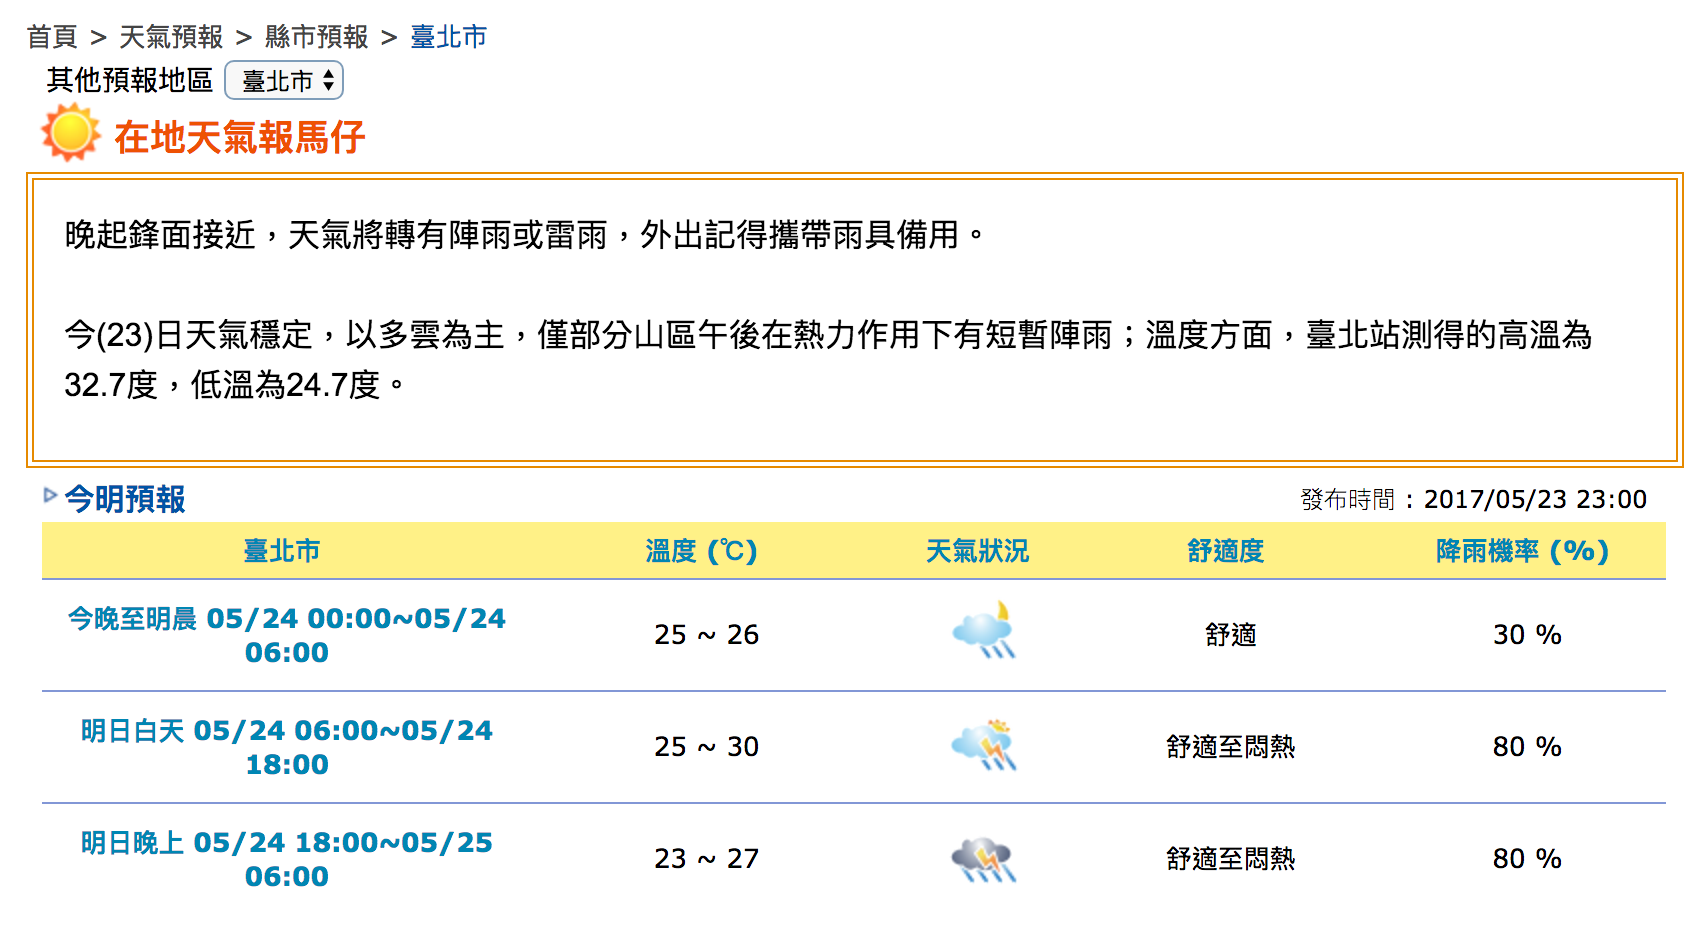 首頁 > 天氣預報 > 縣市預報 > 臺北市
其他預報地區 臺北市
在地天氣報馬仔
晚起鋒面接近，天氣將轉有陣雨或雷雨，外出記得攜帶雨具備用。
今(23)日天氣穩定，以多雲為主，僅部分山區午後在熱力作用下有短暫陣雨；溫度方面，臺北站測得的高溫為
32.7度，低溫為24.7度。
今明預報 發布時間：2017/05/23 23:00
臺北市 溫度 (℃) 天氣狀況 舒適度 降雨機率 (%)
今晚至明晨 05/24 00:00~05/24
06:00
25 ~ 26 舒適 30 %
明日白天 05/24 06:00~05/24
18:00
25 ~ 30 舒適至悶熱 80 %
明日晚上 05/24 18:00~05/25
06:00
23 ~ 27 舒適至悶熱 80 %